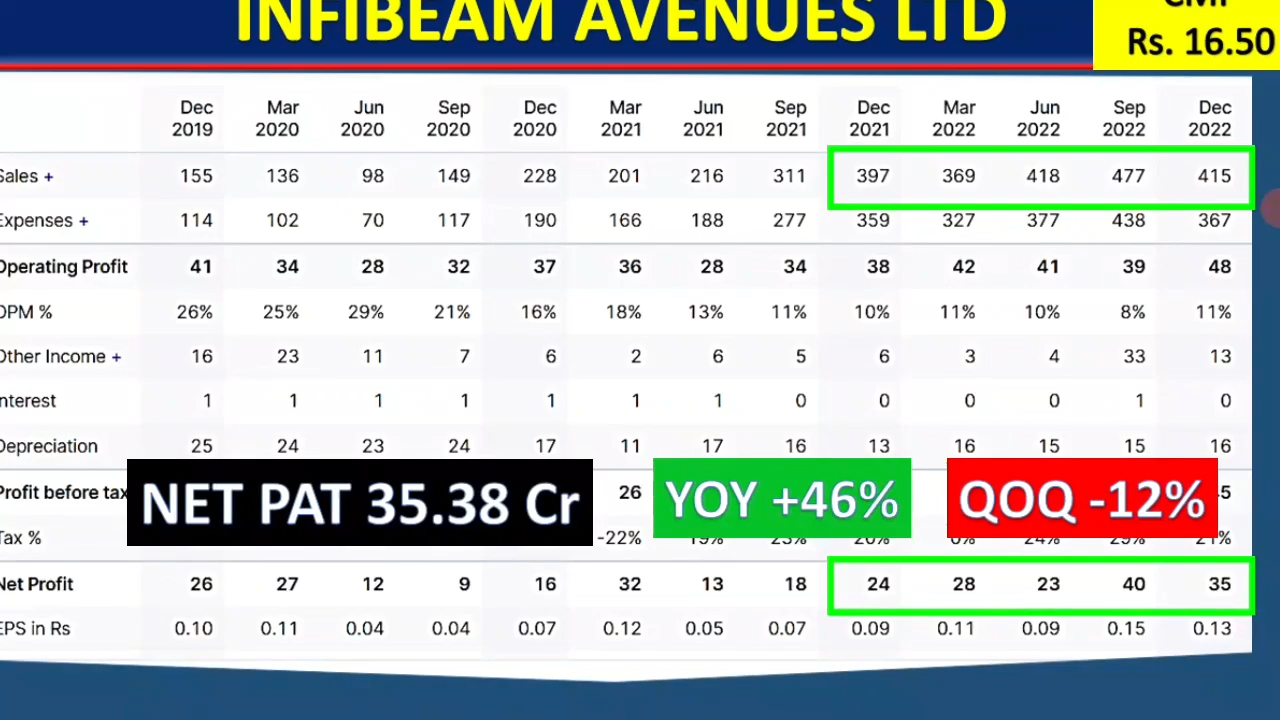 INFIBEAM AVENUES LTD
Rs. 16.50
Dec 2019 Mar 2020 Jun 2020 Sep 2020 Dec 2020 Mar 2021 Jun 2021 Sep 2021 Dec 2021 Mar 2022 Jun 2022 Sep 2022 Dec 2022
Sales + 155 136 98 149 228 201 216 311 397 369 418 477 415
Expenses + 114 102 70 117 190 166 188 277 359 327 377 438 367
Operating Profit 41 34 28 32 37 36 28 34 38 42 41 39 48
OPM % 26% 25% 29% 21% 16% 18% 13% 11% 10% 11% 10% 8% 11%
Other Income + 16 23 11 7 6 2 6 5 6 3 4 33 13
Interest 1 1 1 1 1 1 1 0 0 0 0 1 0
Depreciation 25 24 23 24 17 11 17 16 13 16 15 15 16
Profit before tax 26
NET PAT 35.38 Cr YOY +46% QOQ -12%
Tax % -22% 19% 23% 20% 24% 29% 21%
Net Profit 26 27 12 9 16 32 13 18 24 28 23 40 35
EPS in Rs 0.10 0.11 0.04 0.04 0.07 0.12 0.05 0.07 0.09 0.11 0.09 0.15 0.13